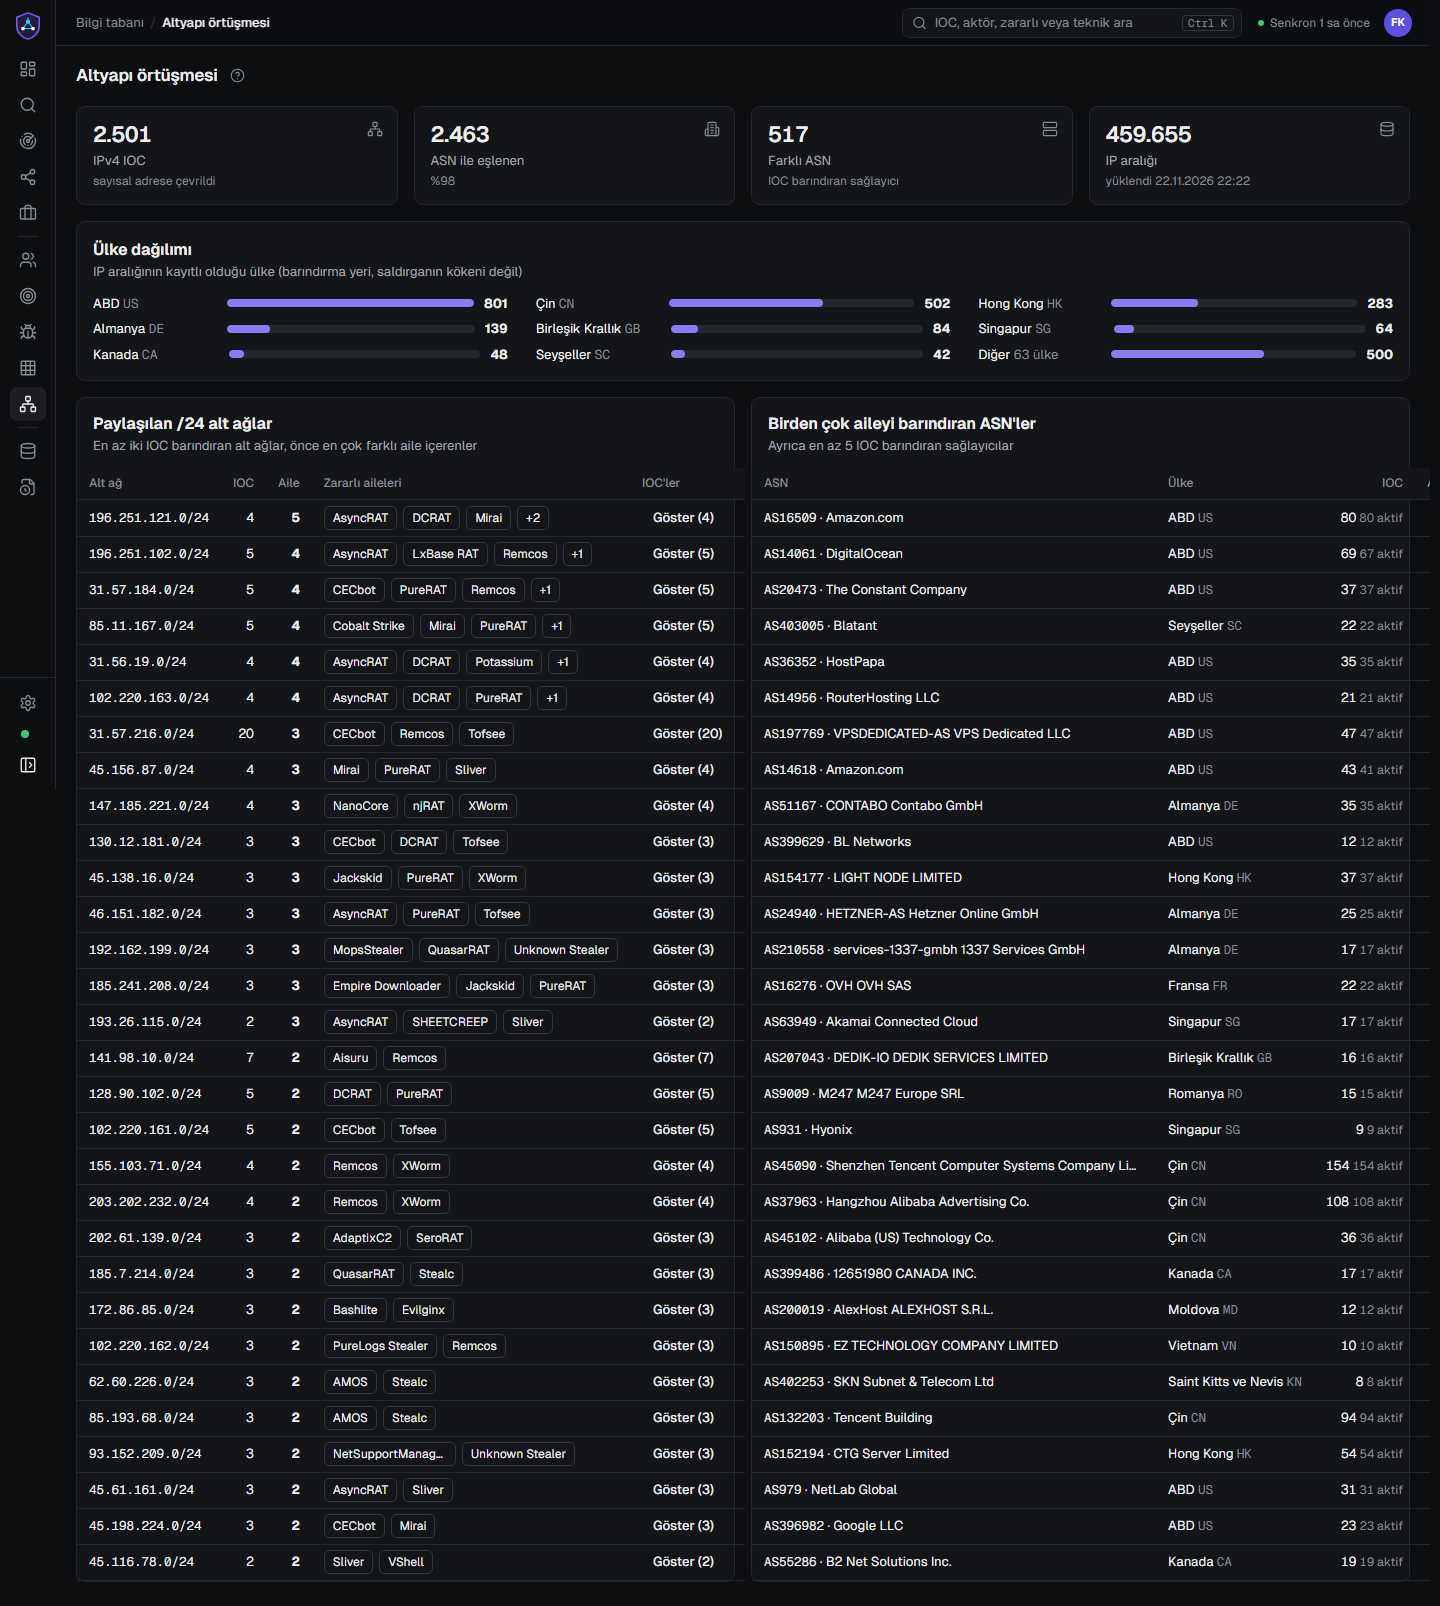 Bilgi tabanı / Altyapı örtüşmesi
IOC, aktör, zararlı veya teknik ara
Ctrl K
Senkron 1 sa önce
FK
Altyapı örtüşmesi
2.501
IPv4 IOC
sayısal adrese çevrildi
2.463
ASN ile eşlenen
%98
517
Farklı ASN
IOC barındıran sağlayıcı
459.655
IP aralığı
yüklendi 22.11.2026 22:22
Ülke dağılımı
IP aralığının kayıtlı olduğu ülke (barındırma yeri, saldırganın kökeni değil)
ABD US 801
Çin CN 502
Hong Kong HK 283
Almanya DE 139
Birleşik Krallık GB 84
Singapur SG 64
Kanada CA 48
Seyşeller SC 42
Diğer 63 ülke 500
Paylaşılan /24 alt ağlar
En az iki IOC barındıran alt ağlar, önce en çok farklı aile içerenler
Alt ağ IOC Aile Zararlı aileleri IOC'ler
196.251.121.0/24 4 5 AsyncRAT DCRAT Mirai +2 Göster (4)
196.251.102.0/24 5 4 AsyncRAT LxBase RAT Remcos +1 Göster (5)
31.57.184.0/24 5 4 CECbot PureRAT Remcos +1 Göster (5)
85.11.167.0/24 5 4 Cobalt Strike Mirai PureRAT +1 Göster (5)
31.56.19.0/24 4 4 AsyncRAT DCRAT Potassium +1 Göster (4)
102.220.163.0/24 4 4 AsyncRAT DCRAT PureRAT +1 Göster (4)
31.57.216.0/24 20 3 CECbot Remcos Tofsee Göster (20)
45.156.87.0/24 4 3 Mirai PureRAT Sliver Göster (4)
147.185.221.0/24 4 3 NanoCore njRAT XWorm Göster (4)
130.12.181.0/24 3 3 CECbot DCRAT Tofsee Göster (3)
45.138.16.0/24 3 3 Jackskid PureRAT XWorm Göster (3)
46.151.182.0/24 3 3 AsyncRAT PureRAT Tofsee Göster (3)
192.162.199.0/24 3 3 MopsStealer QuasarRAT Unknown Stealer Göster (3)
185.241.208.0/24 3 3 Empire Downloader Jackskid PureRAT Göster (3)
193.26.115.0/24 2 3 AsyncRAT SHEETCREEP Sliver Göster (2)
141.98.10.0/24 7 2 Aisuru Remcos Göster (7)
128.90.102.0/24 5 2 DCRAT PureRAT Göster (5)
102.220.161.0/24 5 2 CECbot Tofsee Göster (5)
155.103.71.0/24 4 2 Remcos XWorm Göster (4)
203.202.232.0/24 4 2 Remcos XWorm Göster (4)
202.61.139.0/24 3 2 AdaptixC2 SeroRAT Göster (3)
185.7.214.0/24 3 2 QuasarRAT Stealc Göster (3)
172.86.85.0/24 3 2 Bashlite Evilginx Göster (3)
102.220.162.0/24 3 2 PureLogs Stealer Remcos Göster (3)
62.60.226.0/24 3 2 AMOS Stealc Göster (3)
85.193.68.0/24 3 2 AMOS Stealc Göster (3)
93.152.209.0/24 3 2 NetSupportManag... Unknown Stealer Göster (3)
45.61.161.0/24 3 2 AsyncRAT Sliver Göster (3)
45.198.224.0/24 3 2 CECbot Mirai Göster (3)
45.116.78.0/24 2 2 Sliver VShell Göster (2)
Birden çok aileyi barındıran ASN'ler
Ayrıca en az 5 IOC barındıran sağlayıcılar
ASN Ülke IOC
AS16509 · Amazon.com ABD US 80 80 aktif
AS14061 · DigitalOcean ABD US 69 67 aktif
AS20473 · The Constant Company ABD US 37 37 aktif
AS403005 · Blatant Seyşeller SC 22 22 aktif
AS36352 · HostPapa ABD US 35 35 aktif
AS14956 · RouterHosting LLC ABD US 21 21 aktif
AS197769 · VPSDEDICATED-AS VPS Dedicated LLC ABD US 47 47 aktif
AS14618 · Amazon.com ABD US 43 41 aktif
AS51167 · CONTABO Contabo GmbH Almanya DE 35 35 aktif
AS399629 · BL Networks ABD US 12 12 aktif
AS154177 · LIGHT NODE LIMITED Hong Kong HK 37 37 aktif
AS24940 · HETZNER-AS Hetzner Online GmbH Almanya DE 25 25 aktif
AS210558 · services-1337-gmbh 1337 Services GmbH Almanya DE 17 17 aktif
AS16276 · OVH OVH SAS Fransa FR 22 22 aktif
AS63949 · Akamai Connected Cloud Singapur SG 17 17 aktif
AS207043 · DEDIK-IO DEDIK SERVICES LIMITED Birleşik Krallık GB 16 16 aktif
AS9009 · M247 M247 Europe SRL Romanya RO 15 15 aktif
AS931 · Hyonix Singapur SG 9 9 aktif
AS45090 · Shenzhen Tencent Computer Systems Company Li... Çin CN 154 154 aktif
AS37963 · Hangzhou Alibaba Advertising Co. Çin CN 108 108 aktif
AS45102 · Alibaba (US) Technology Co. Çin CN 36 36 aktif
AS399486 · 12651980 CANADA INC. Kanada CA 17 17 aktif
AS200019 · AlexHost ALEXHOST S.R.L. Moldova MD 12 12 aktif
AS150895 · EZ TECHNOLOGY COMPANY LIMITED Vietnam VN 10 10 aktif
AS402253 · SKN Subnet & Telecom Ltd Saint Kitts ve Nevis KN 8 8 aktif
AS132203 · Tencent Building Çin CN 94 94 aktif
AS152194 · CTG Server Limited Hong Kong HK 54 54 aktif
AS979 · NetLab Global ABD US 31 31 aktif
AS396982 · Google LLC ABD US 23 23 aktif
AS55286 · B2 Net Solutions Inc. Kanada CA 19 19 aktif